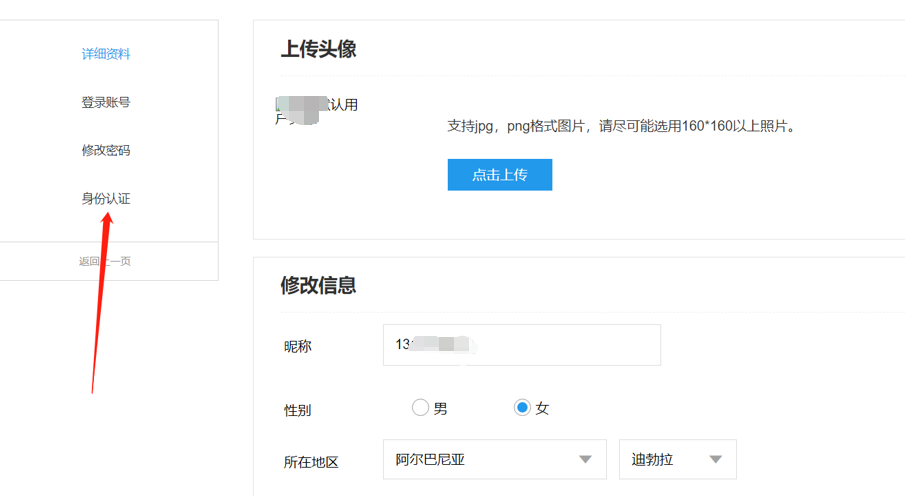 详细资料
登录账号
修改密码
身份认证
返回上一页
上传头像
认用
户
支持jpg，png格式图片，请尽可能选用160*160以上照片。
点击上传
修改信息
昵称
13
性别
男
女
所在地区
阿尔巴尼亚
迪勃拉